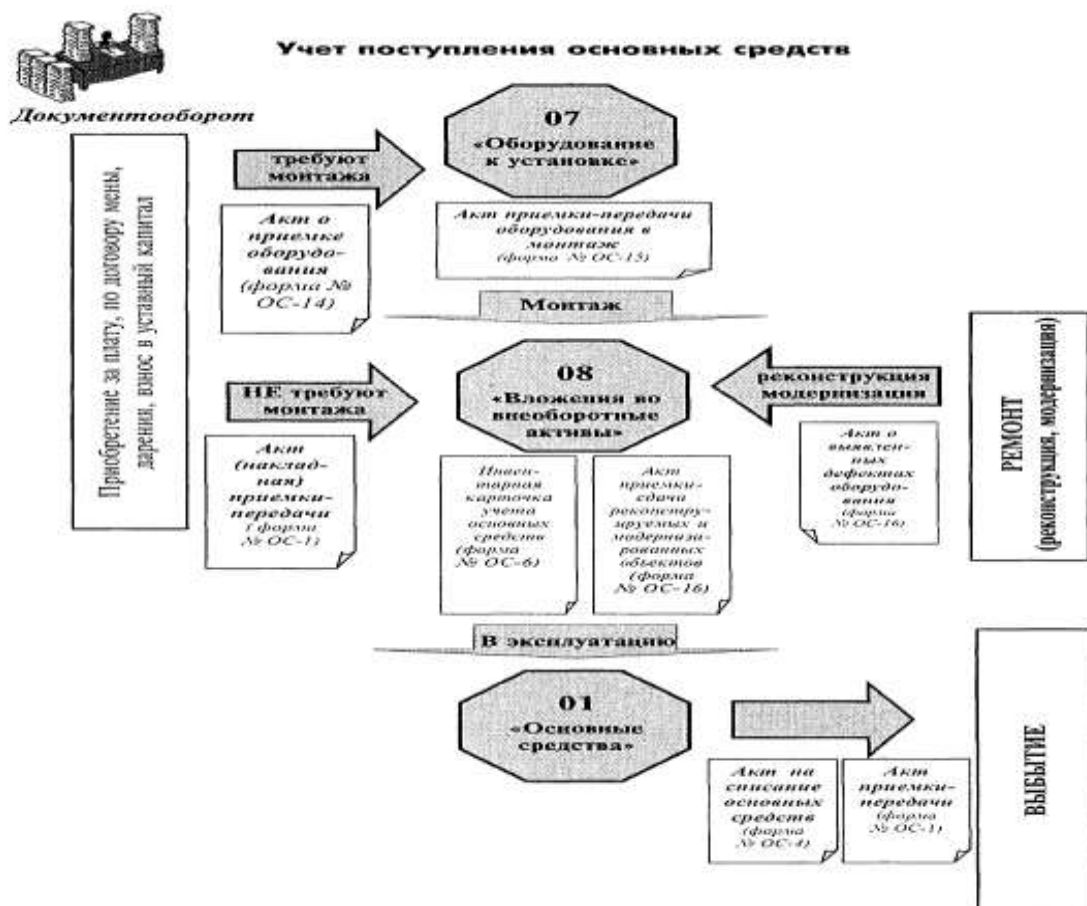 Учет поступления основных средств
Документооборот
Приобретение за плату, по договору мены,
дарения, взнос в уставный капитал
требуют
монтажа
07
«Оборудование
к установке»
Акт о
приемке
оборудо-
вания
(форма №
ОС-14)
Акт приемки-передачи
оборудования в
монтаж
(форма № ОС-15)
Монтаж
НЕ требуют
монтажа
08
«Вложения во
внеоборотные
активы»
реконструкция
модернизация
РЕМОНТ
(реконструкция, модернизация)
Акт
(наклад-
ная)
приемки-
передачи
( форма
№ ОС-1)
Инвен-
тарная
карточка
учета
основных
средств
(форма
№ ОС-6)
Акт
приемки-
сдачи
реконстру-
ируемых и
модернизи-
рованных
объектов
(форма
№ ОС-16)
Акт о
выявлен-
ных
дефектах
оборудо-
вания
(форма
№ ОС-16)
В эксплуатацию
01
«Основные
средства»
Акт на
списание
основных
средств
(форма
№ ОС-4)
Акт
приемки-
передачи
(форма
№ ОС-1)
ВЫБЫТИЕ